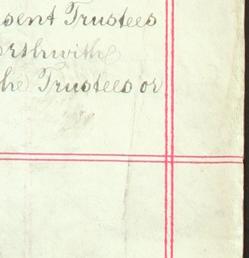 sent Trustees
orthwith
he Trustees or